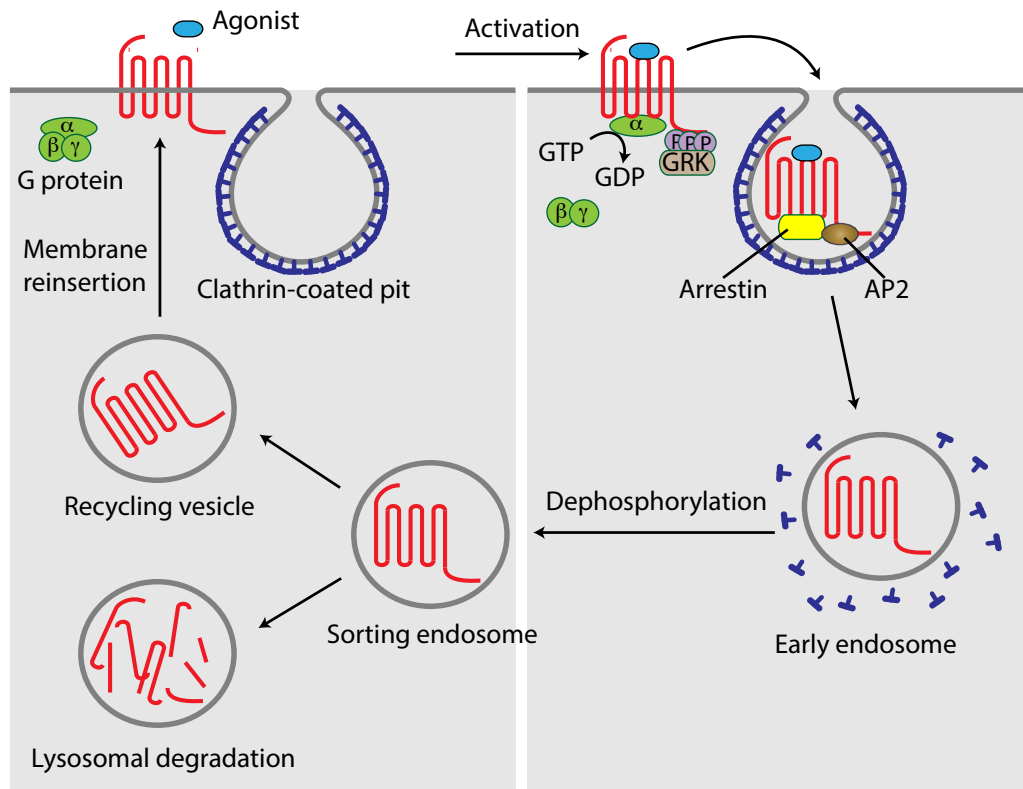 Agonist
Activation
α
β γ
G protein
α
GTP
GDP
P P P
GRK
β γ
Membrane
reinsertion
Clathrin-coated pit
Arrestin
AP2
Recycling vesicle
Dephosphorylation
Sorting endosome
Early endosome
Lysosomal degradation